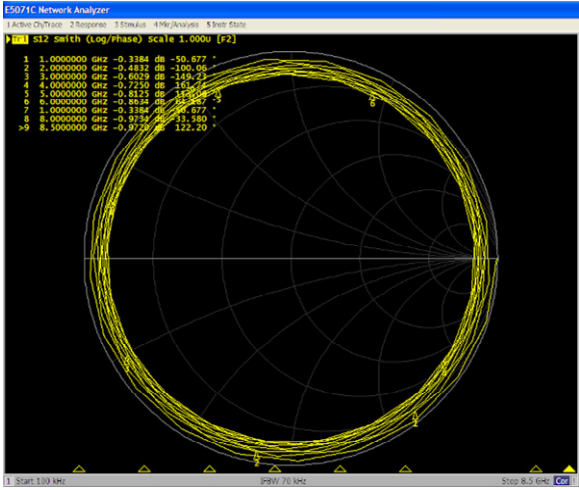 E5071C Network Analyzer
1 Active Ch/Trace 2 Response 3 Stimulus 4 Mkr/Analysis 5 Instr State
Tr1 S12 Smith (Log/Phase) Scale 1.000U [F2]
1 1.0000000 GHz -0.3384 dB -50.677 °
2 2.0000000 GHz -0.4832 dB -100.06 °
3 3.0000000 GHz -0.6029 dB -149.23 °
4 4.0000000 GHz -0.7250 dB
5 5.0000000 GHz -0.8125 dB
6 6.0000000 GHz -0.8634 dB
7 1.0000000 GHz -0.3384 dB
8 8.0000000 GHz -0.9794 dB -33.580 °
>9 8.5000000 GHz dB 122.20 °
6
2
1 Start 100 kHz IFBW 70 kHz Stop 8.5 GHz Cor